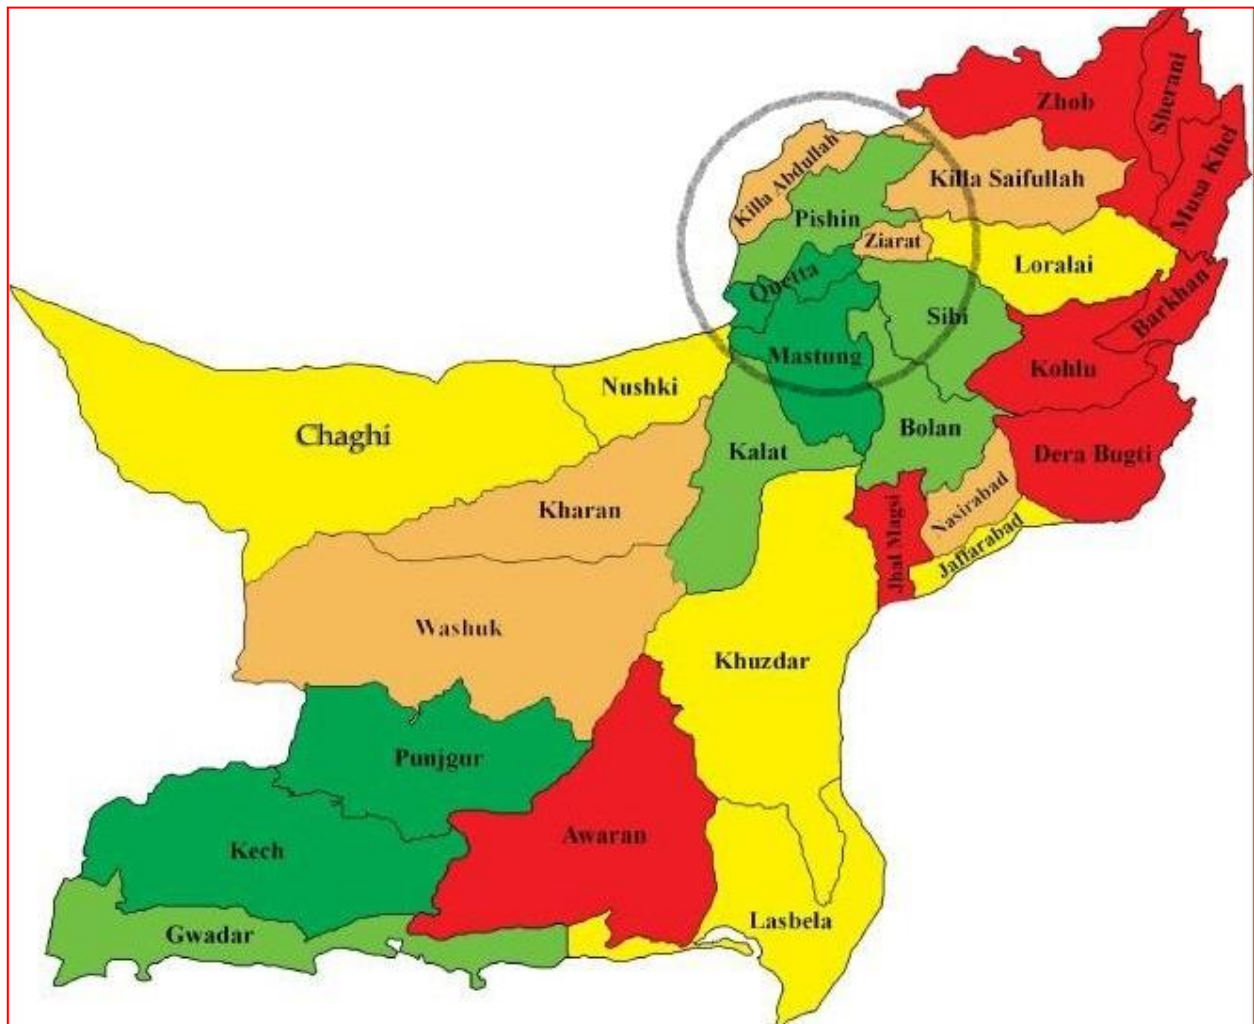 Zhob
Sherani
Musa Khel
Killa Abdullah
Killa Saifullah
Pishin
Ziarat
Loralai
Quetta
Barkhan
Sibi
Mastung
Kohlu
Nushki
Chaghi
Kalat
Bolan
Dera Bugti
Kharan
Nasirabad
Jhal Magsi
Jaffarabad
Washuk
Khuzdar
Punjgur
Awaran
Kech
Lasbela
Gwadar